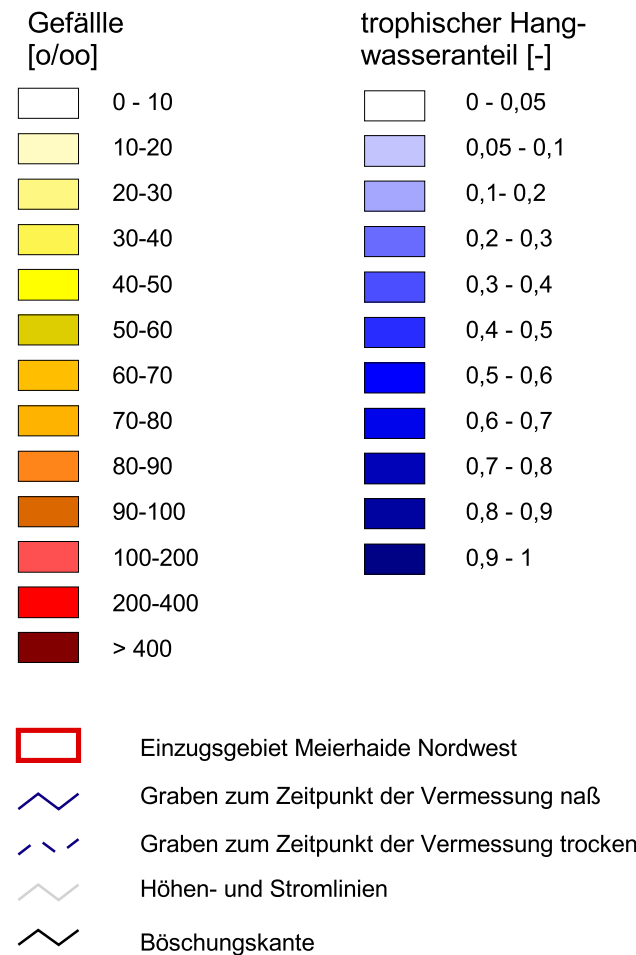 Gefällle
[o/oo]
0 - 10
10-20
20-30
30-40
40-50
50-60
60-70
70-80
80-90
90-100
100-200
200-400
> 400
trophischer Hang-
wasseranteil [-]
0 - 0,05
0,05 - 0,1
0,1- 0,2
0,2 - 0,3
0,3 - 0,4
0,4 - 0,5
0,5 - 0,6
0,6 - 0,7
0,7 - 0,8
0,8 - 0,9
0,9 - 1
Einzugsgebiet Meierhaide Nordwest
Graben zum Zeitpunkt der Vermessung naß
Graben zum Zeitpunkt der Vermessung trocken
Höhen- und Stromlinien
Böschungskante